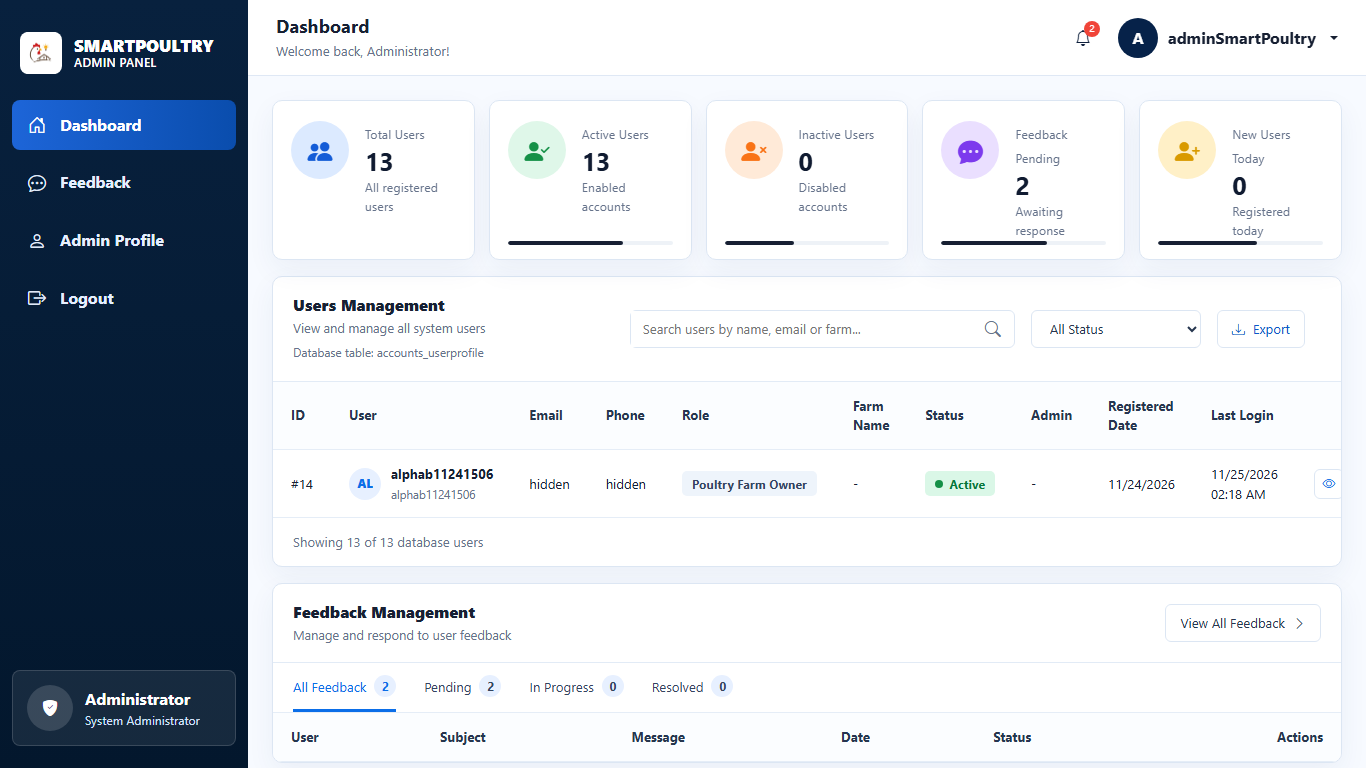 SMARTPOULTRY
ADMIN PANEL
Dashboard
Feedback
Admin Profile
Logout
Administrator
System Administrator
Dashboard
Welcome back, Administrator!
2
A
adminSmartPoultry
Total Users
13
All registered
users
Active Users
13
Enabled
accounts
Inactive Users
0
Disabled
accounts
Feedback
Pending
2
Awaiting
response
New Users
Today
0
Registered
today
Users Management
View and manage all system users
Database table: accounts_userprofile
Search users by name, email or farm...
All Status
Export
ID User Email Phone Role Farm Name Status Admin Registered Date Last Login
#14 AL alphab11241506 hidden hidden Poultry Farm Owner - Active - 11/24/2026 11/25/2026
alphab11241506 02:18 AM
Showing 13 of 13 database users
Feedback Management
Manage and respond to user feedback
View All Feedback
All Feedback 2 Pending 2 In Progress 0 Resolved 0
User Subject Message Date Status Actions